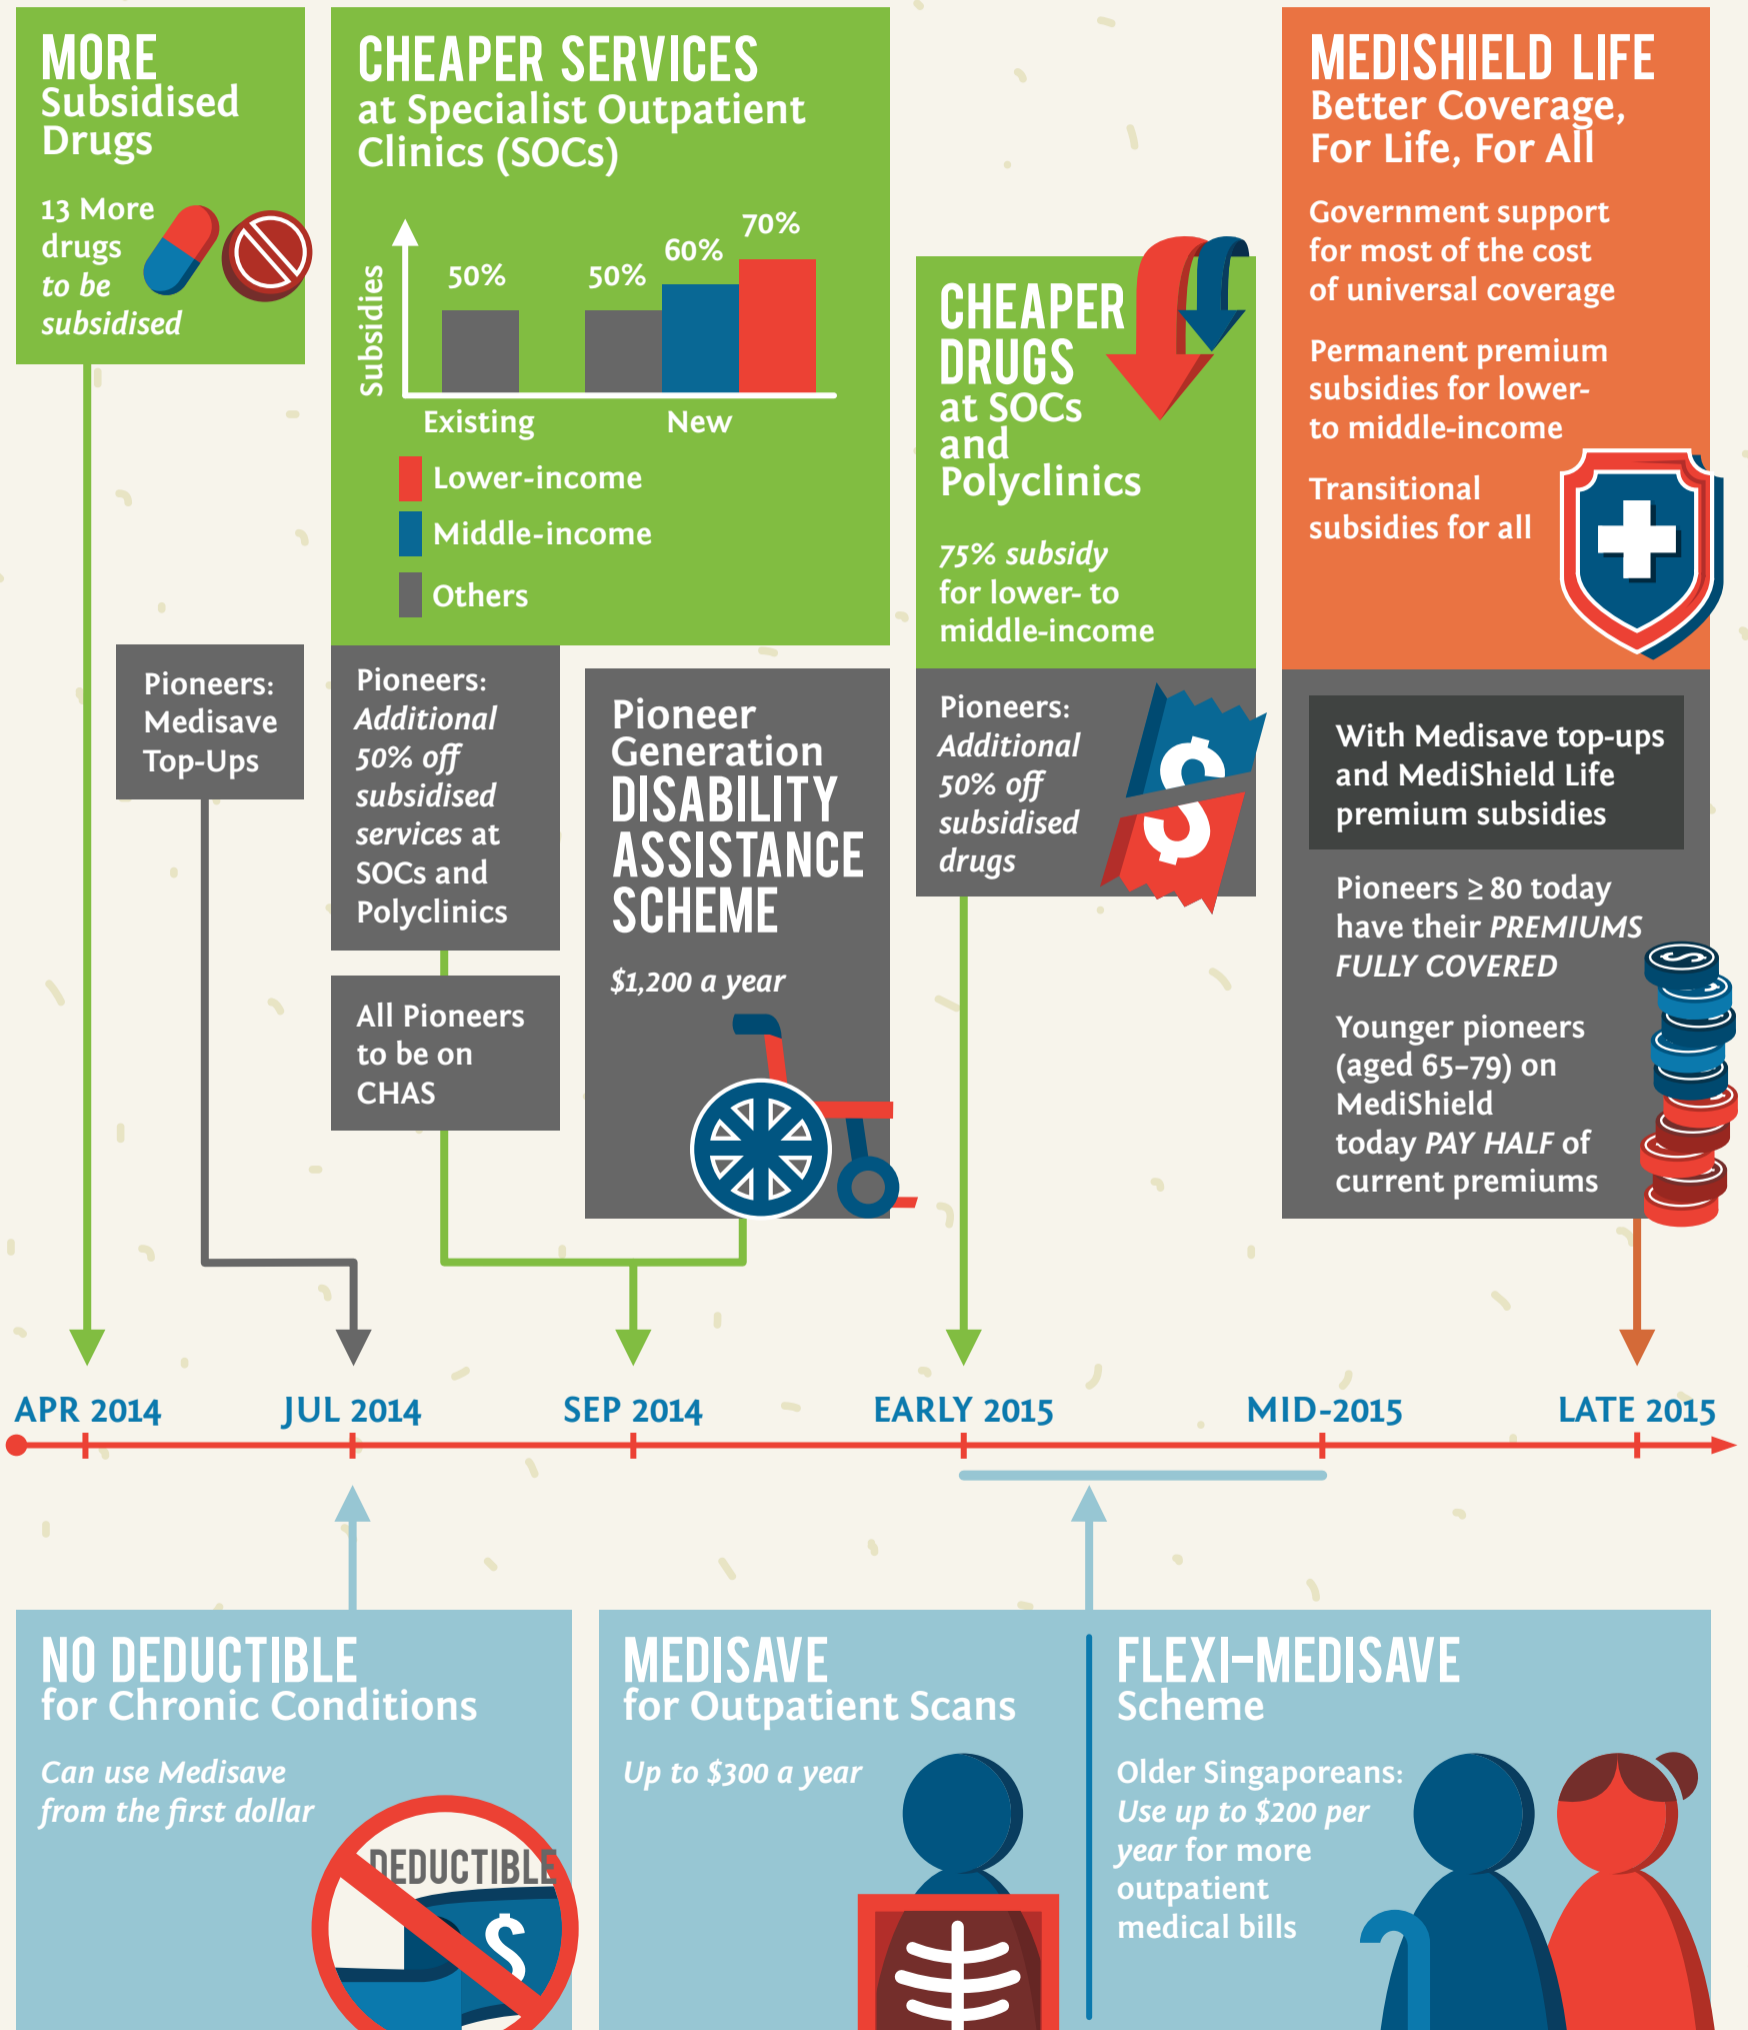 MORE
Subsidised
Drugs
13 More
drugs
to be
subsidised
CHEAPER SERVICES
at Specialist Outpatient
Clinics (SOCs)
Subsidies
50%
50%
60%
70%
Existing
New
Lower-income
Middle-income
Others
CHEAPER
DRUGS
at SOCs
and
Polyclinics
75% subsidy
for lower- to
middle-income
MEDISHIELD LIFE
Better Coverage,
For Life, For All
Government support
for most of the cost
of universal coverage
Permanent premium
subsidies for lower-
to middle-income
Transitional
subsidies for all
Pioneers:
Medisave
Top-Ups
Pioneers:
Additional
50% off
subsidised
services at
SOCs and
Polyclinics
All Pioneers
to be on
CHAS
Pioneer
Generation
DISABILITY
ASSISTANCE
SCHEME
$1,200 a year
Pioneers:
Additional
50% off
subsidised
drugs
$
$
With Medisave top-ups
and MediShield Life
premium subsidies
Pioneers ≥ 80 today
have their PREMIUMS
FULLY COVERED
Younger pioneers
(aged 65–79) on
MediShield
today PAY HALF of
current premiums
$
APR 2014
JUL 2014
SEP 2014
EARLY 2015
MID-2015
LATE 2015
NO DEDUCTIBLE
for Chronic Conditions
Can use Medisave
from the first dollar
DEDUCTIBLE
$
MEDISAVE
for Outpatient Scans
Up to $300 a year
FLEXI-MEDISAVE
Scheme
Older Singaporeans:
Use up to $200 per
year for more
outpatient
medical bills